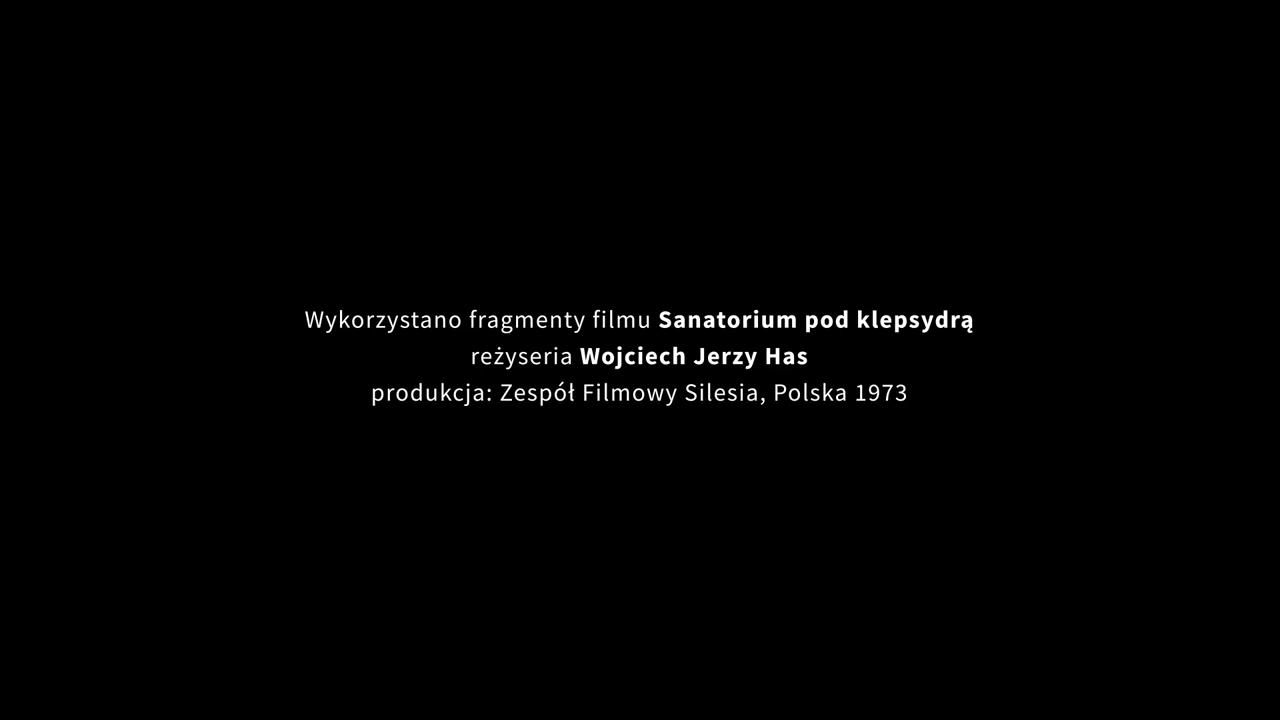 Wykorzystano fragmenty filmu Sanatorium pod klepsydrą
reżyseria Wojciech Jerzy Has
produkcja: Zespół Filmowy Silesia, Polska 1973